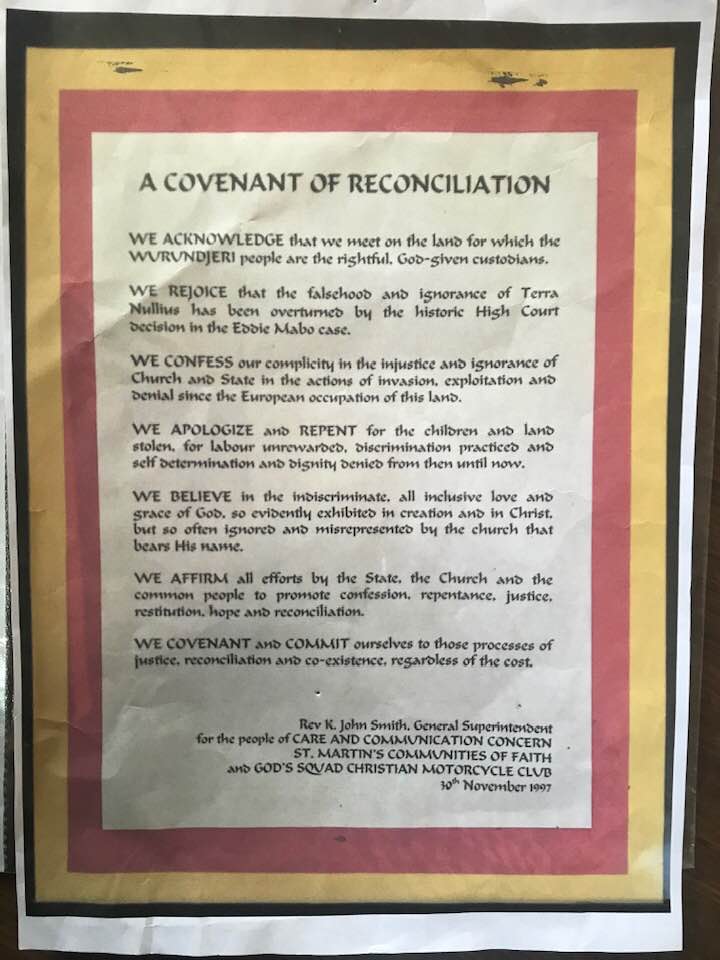 A COVENANT OF RECONCILIATION
WE ACKNOWLEDGE that we meet on the land for which the
WURUNDJERI people are the rightful, God-given custodians.
WE REJOICE that the falsehood and ignorance of Terra
Nullius has been overturned by the historic High Court
decision in the Eddie Mabo case.
WE CONFESS our complicity in the injustice and ignorance of
Church and State in the actions of invasion, exploitation and
denial since the European occupation of this land.
WE APOLOGIZE and REPENT for the children and land
stolen, for labour unrewarded, discrimination practiced and
self determination and dignity denied from then until now.
WE BELIEVE in the indiscriminate, all inclusive love and
grace of God, so evidently exhibited in creation and in Christ,
but so often ignored and misrepresented by the church that
bears His name.
WE AFFIRM all efforts by the State, the Church and the
common people to promote confession, repentance, justice,
restitution, hope and reconciliation.
WE COVENANT and COMMIT ourselves to those processes of
justice, reconciliation and co-existence, regardless of the cost.
Rev K. John Smith, General Superintendent
for the people of CARE AND COMMUNICATION CONCERN
ST. MARTIN'S COMMUNITIES OF FAITH
and GOD'S SQUAD CHRISTIAN MOTORCYCLE CLUB
30th November 1997